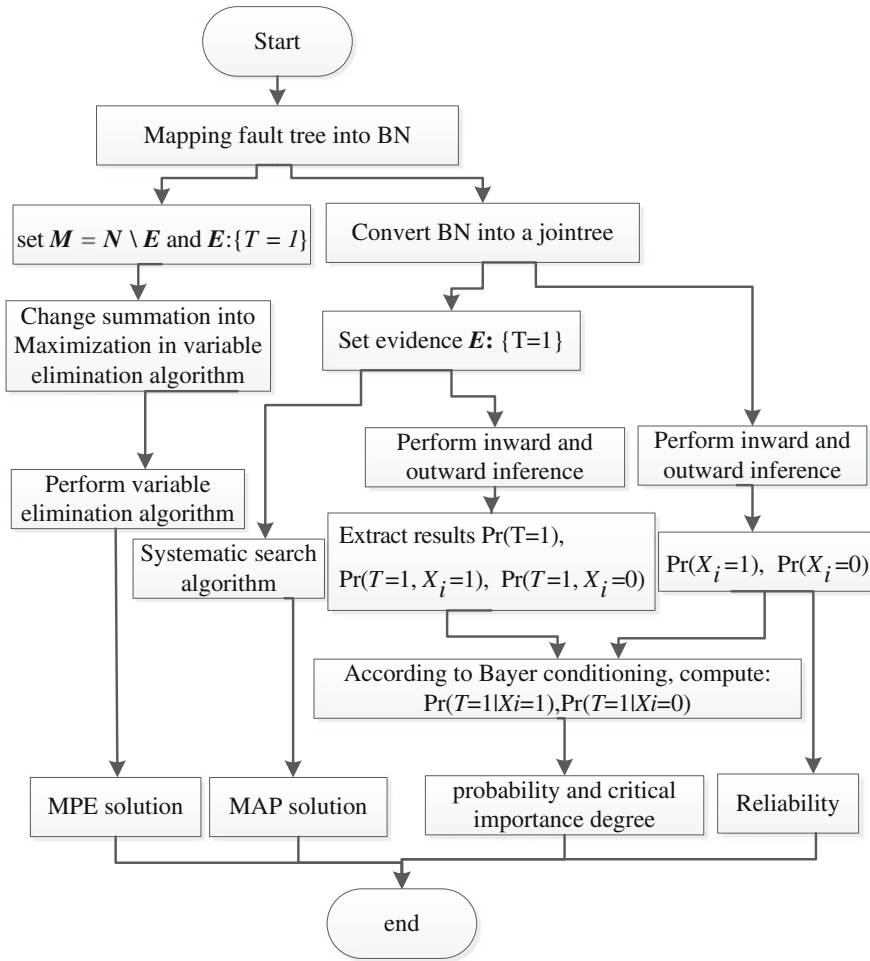 Start
Mapping fault tree into BN
set M = N \ E and E:{T = 1}
Convert BN into a jointree
Change summation into
Maximization in variable
elimination algorithm
Set evidence E: {T=1}
Perform inward and
outward inference
Perform inward and
outward inference
Perform variable
elimination algorithm
Systematic search
algorithm
Extract results Pr(T=1),
Pr(T=1, X_i=1), Pr(T=1, X_i=0)
Pr(X_i=1), Pr(X_i=0)
According to Bayer conditioning, compute:
Pr(T=1|Xi=1),Pr(T=1|Xi=0)
MPE solution
MAP solution
probability and critical
importance degree
Reliability
end